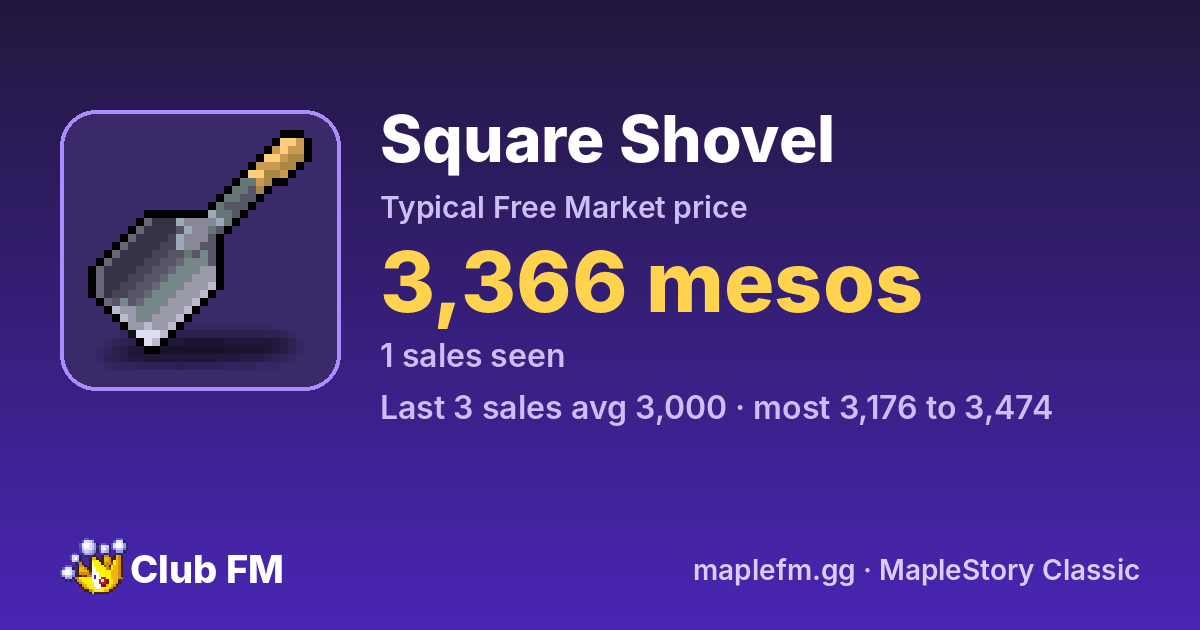 Square Shovel
Typical Free Market price
3,366 mesos
1 sales seen
Last 3 sales avg 3,000 · most 3,176 to 3,474
Club FM
maplefm.gg · MapleStory Classic